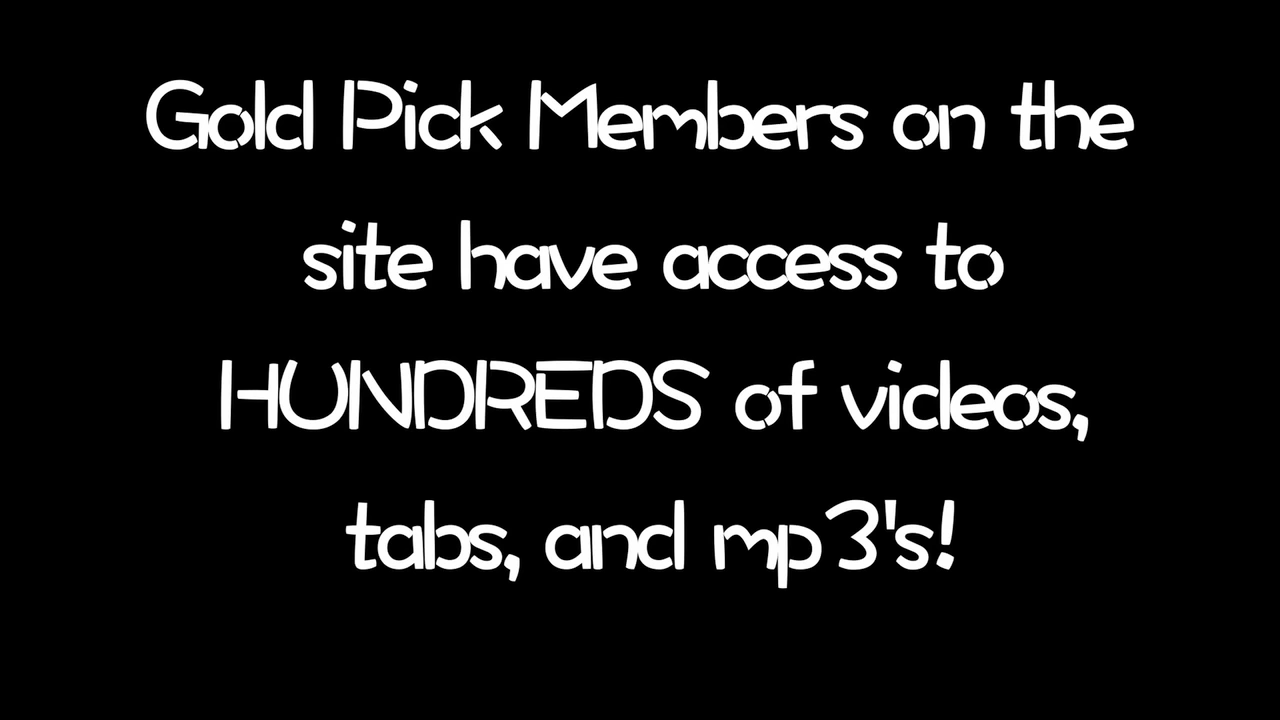 Gold Pick Members on the
site have access to
HUNDREDS of videos,
tabs, and mp3's!